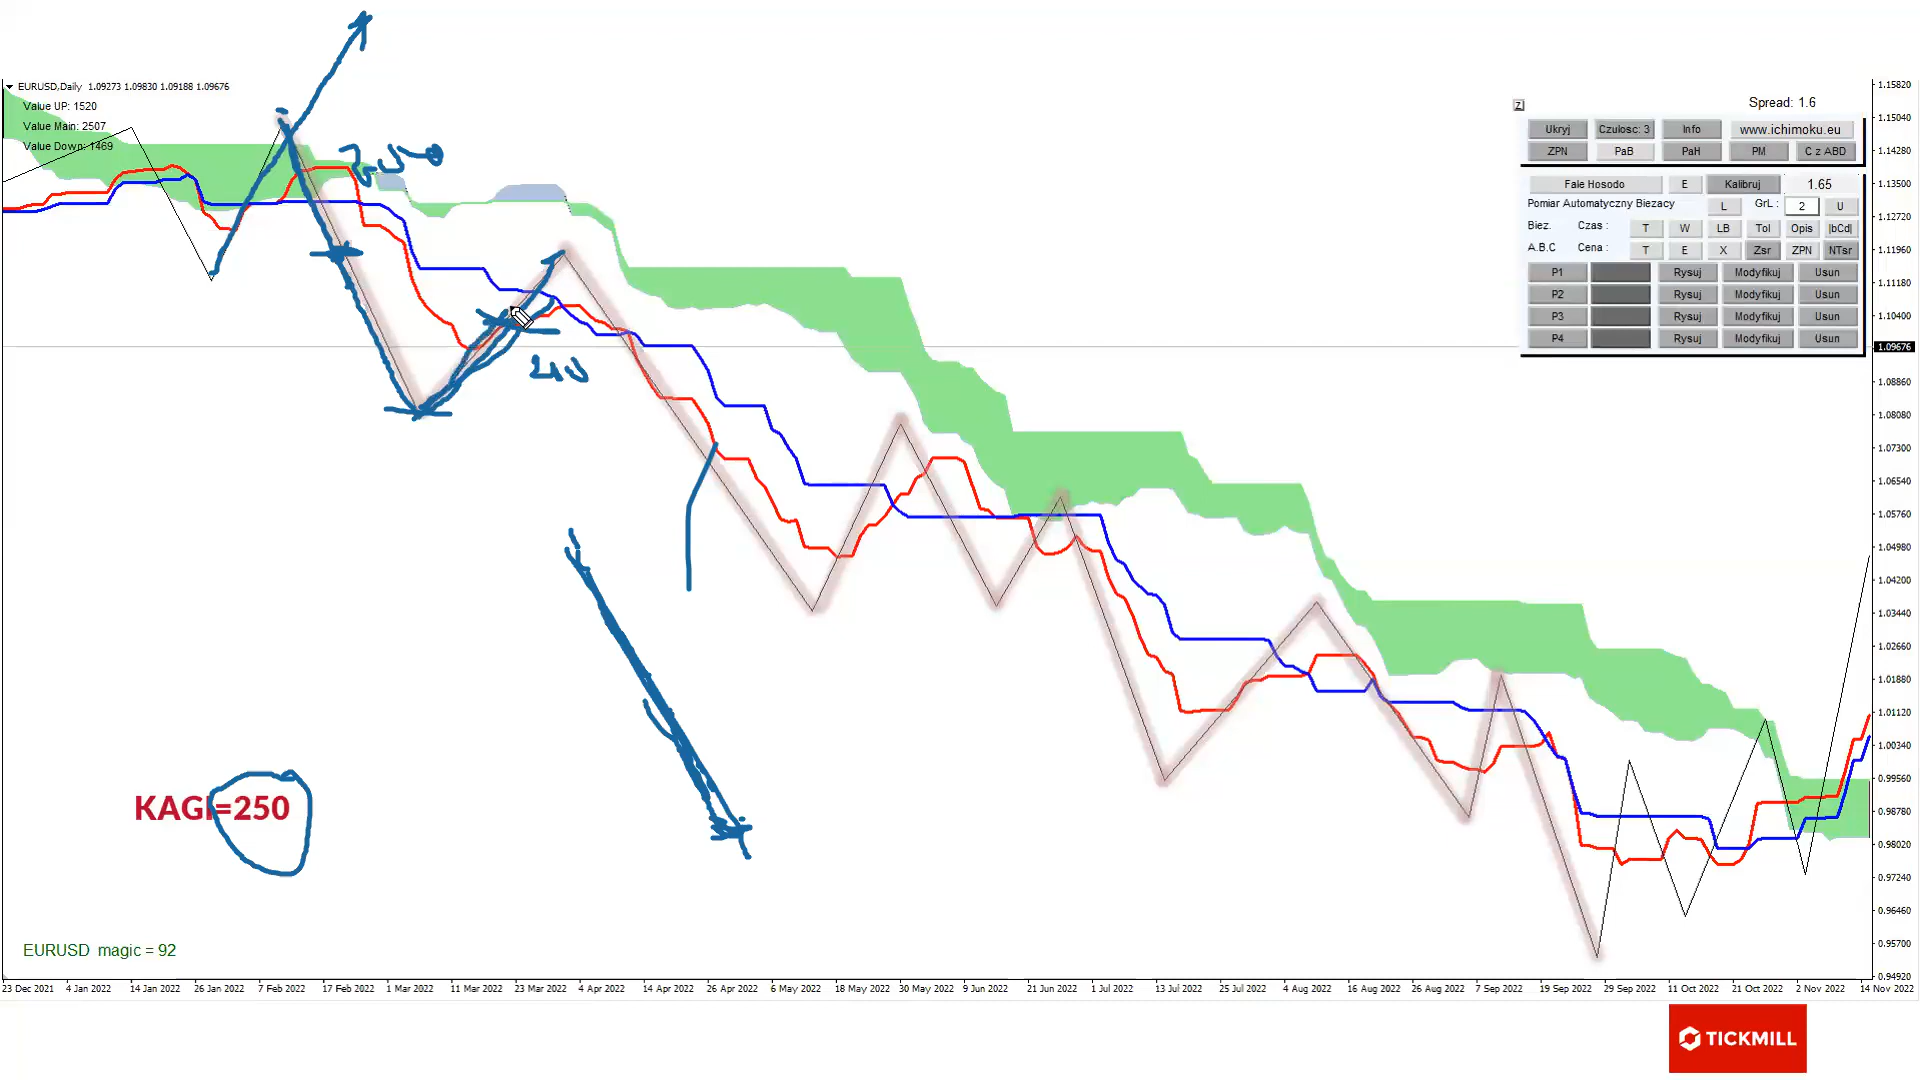 EURUSD,Daily 1.09273 1.09830 1.09188 1.09676
Value UP: 1520
Value Main: 2507
Value Down: 1469
Spread: 1.6
Z
Ukryj Czulosc: 3 Info www.ichimoku.eu
ZPN PaB PaH PM C z ABD
Fale Hosodo E Kalibruj 1.65
Pomiar Automatyczny Biezacy L GrL : 2 U
Biez. Czas : T W LB Tol Opis |bCd|
A.B.C Cena : T E X Zsr ZPN NTsr
P1 Rysuj Modyfikuj Usun
P2 Rysuj Modyfikuj Usun
P3 Rysuj Modyfikuj Usun
P4 Rysuj Modyfikuj Usun
1.15820
1.15040
1.14280
1.13500
1.12720
1.11960
1.11180
1.10400
1.09676
1.08860
1.08080
1.07300
1.06540
1.05760
1.04980
1.04200
1.03440
1.02660
1.01880
1.01120
1.00340
0.99560
0.98780
0.98020
0.97240
0.96460
0.95700
0.94920
KAGI=250
EURUSD magic = 92
23 Dec 2021 4 Jan 2022 14 Jan 2022 26 Jan 2022 7 Feb 2022 17 Feb 2022 1 Mar 2022 11 Mar 2022 23 Mar 2022 4 Apr 2022 14 Apr 2022 26 Apr 2022 6 May 2022 18 May 2022 30 May 2022 9 Jun 2022 21 Jun 2022 1 Jul 2022 13 Jul 2022 25 Jul 2022 4 Aug 2022 16 Aug 2022 26 Aug 2022 7 Sep 2022 19 Sep 2022 29 Sep 2022 11 Oct 2022 21 Oct 2022 2 Nov 2022 14 Nov 2022
TICKMILL